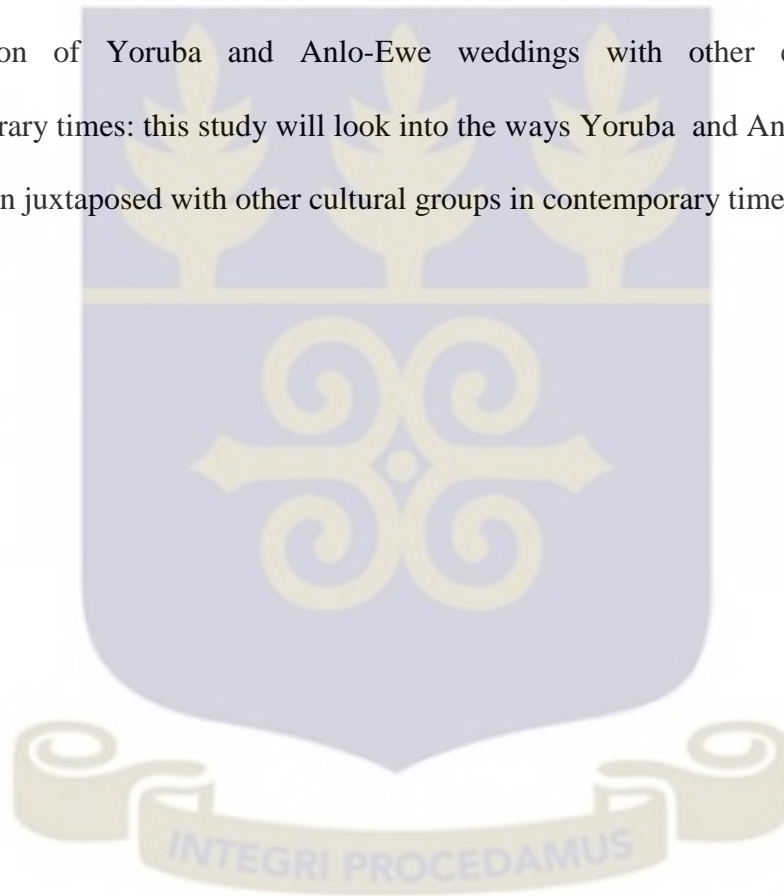 on of Yoruba and Anlo-Ewe weddings with other
rary times: this study will look into the ways Yoruba and An
n juxtaposed with other cultural groups in contemporary time
INTEGRI PROCEDAMUS